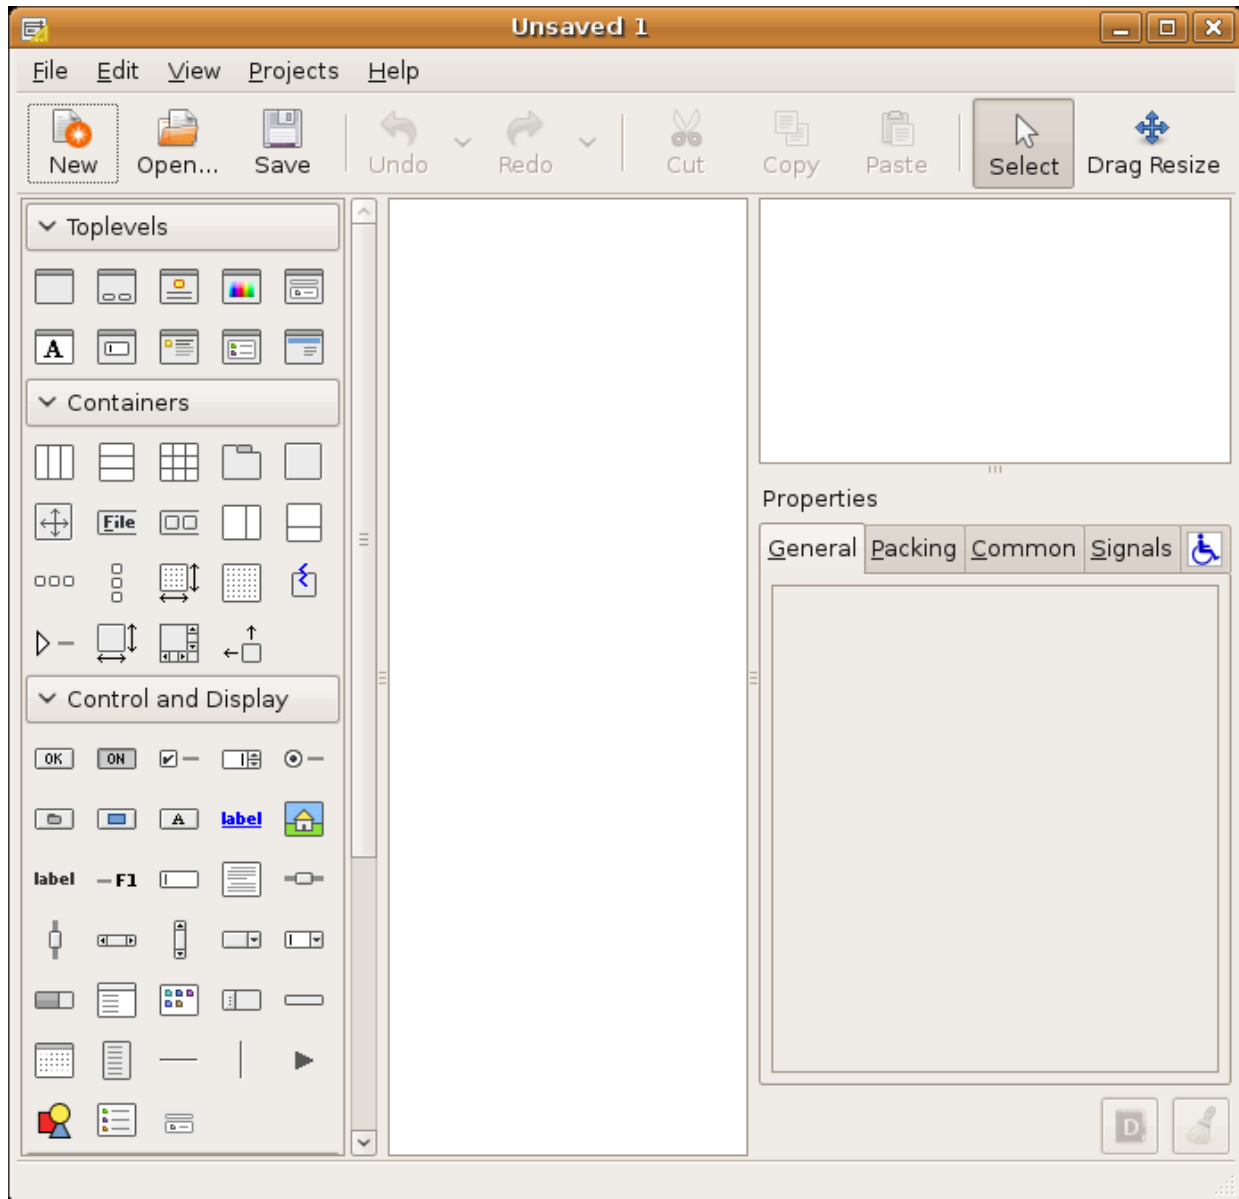 Unsaved 1
File Edit View Projects Help
New Open... Save Undo Redo Cut Copy Paste Select Drag Resize
Toplevels
A
Containers
File
Properties
General Packing Common Signals
Control and Display
OK ON
A label
label F1
D